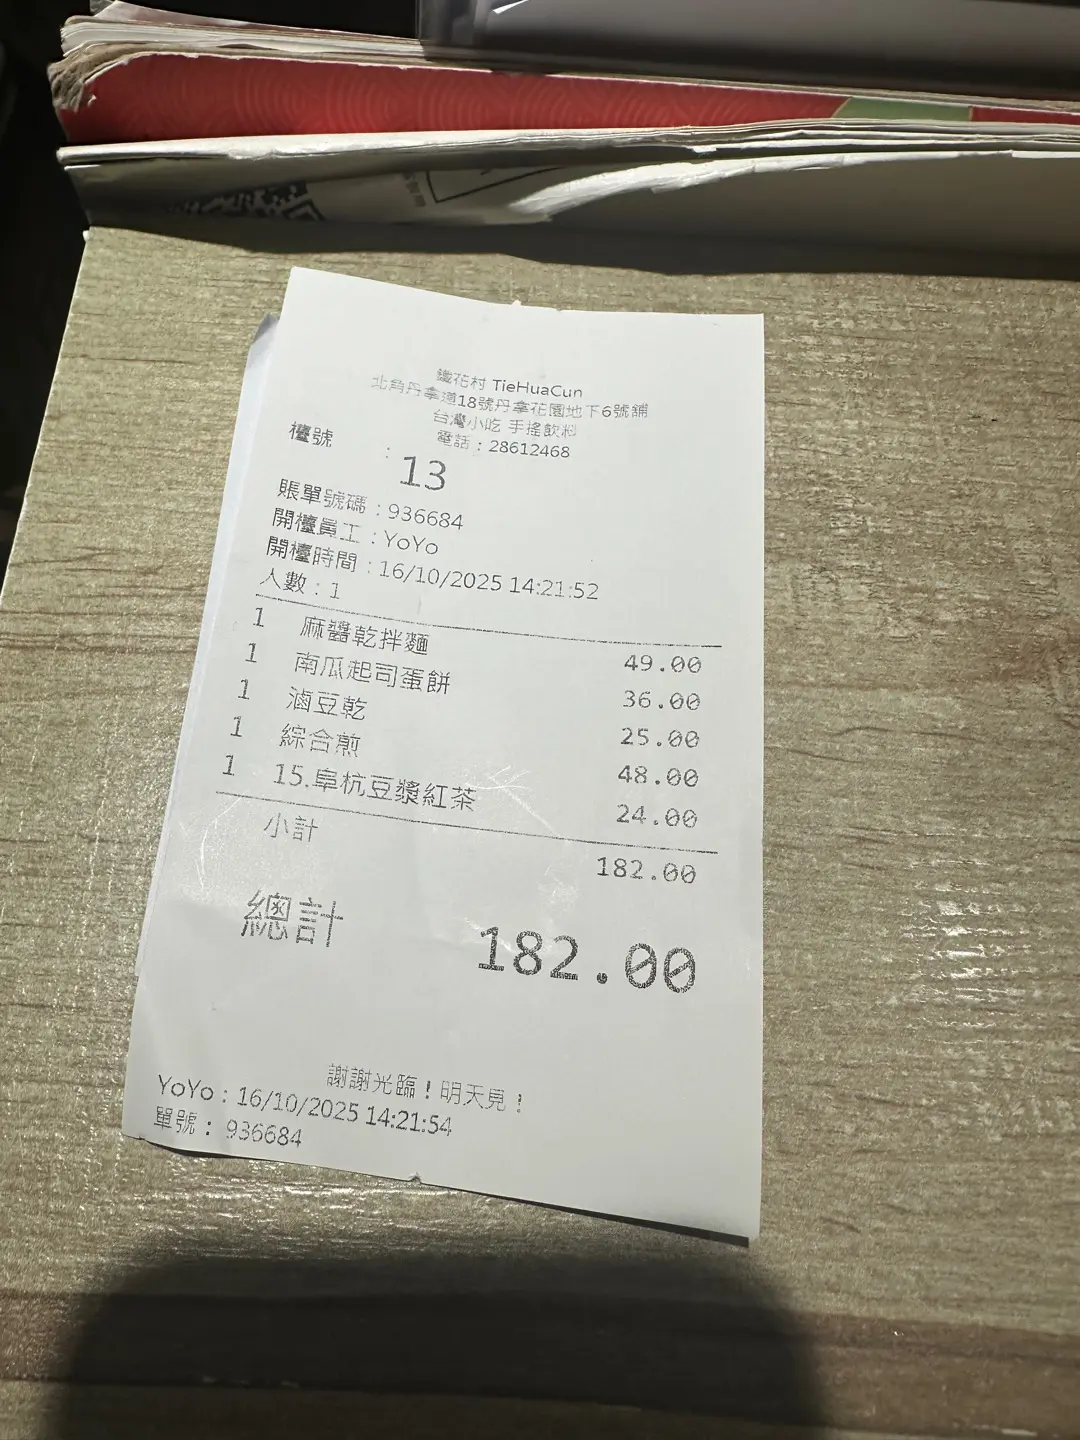 鐵花村 TieHuaCun
北角丹拿道18號丹拿花園地下6號舖
台灣小吃 手搖飲料
電話：28612468
檯號 : 13
賬單號碼：936684
開檯員工：YoYo
開檯時間：16/10/2025 14:21:52
人數：1
1 麻醬乾拌麵 49.00
1 南瓜起司蛋餅 36.00
1 滷豆乾 25.00
1 綜合煎 48.00
1 15.阜杭豆漿紅茶 24.00
小計 182.00
總計 182.00
謝謝光臨！明天見！
YoYo：16/10/2025 14:21:54
單號：936684